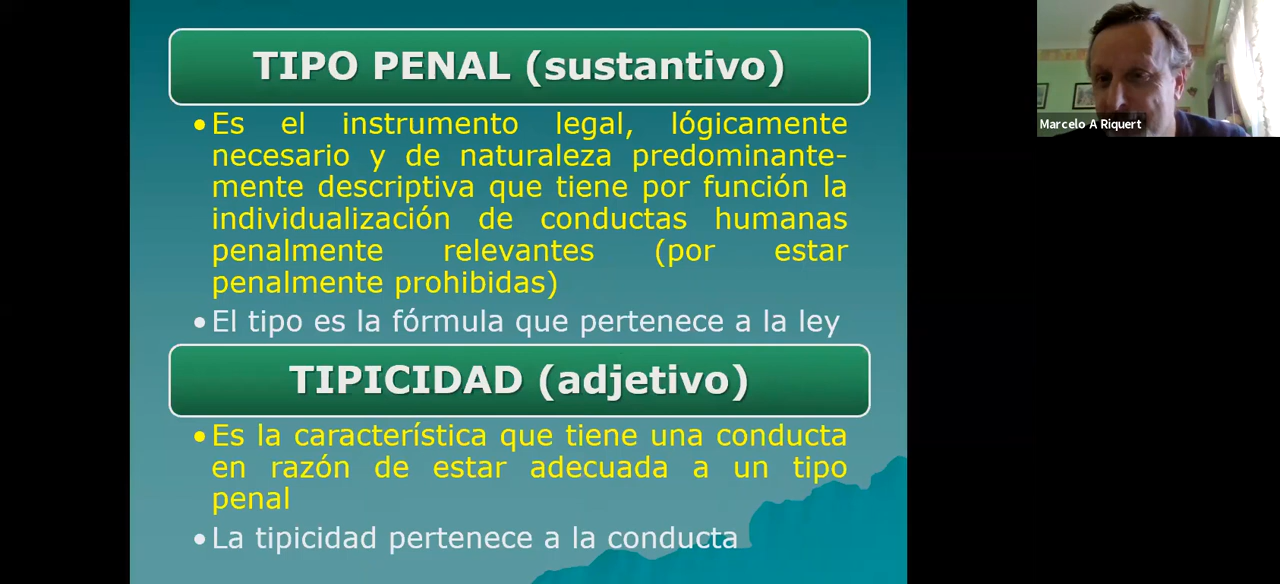 TIPO PENAL (sustantivo)
•Es el instrumento legal, lógicamente
necesario y de naturaleza predominante-
mente descriptiva que tiene por función la
individualización de conductas humanas
penalmente relevantes (por estar
penalmente prohibidas)
•El tipo es la fórmula que pertenece a la ley
TIPICIDAD (adjetivo)
•Es la característica que tiene una conducta
en razón de estar adecuada a un tipo
penal
•La tipicidad pertenece a la conducta
Marcelo A Riquert